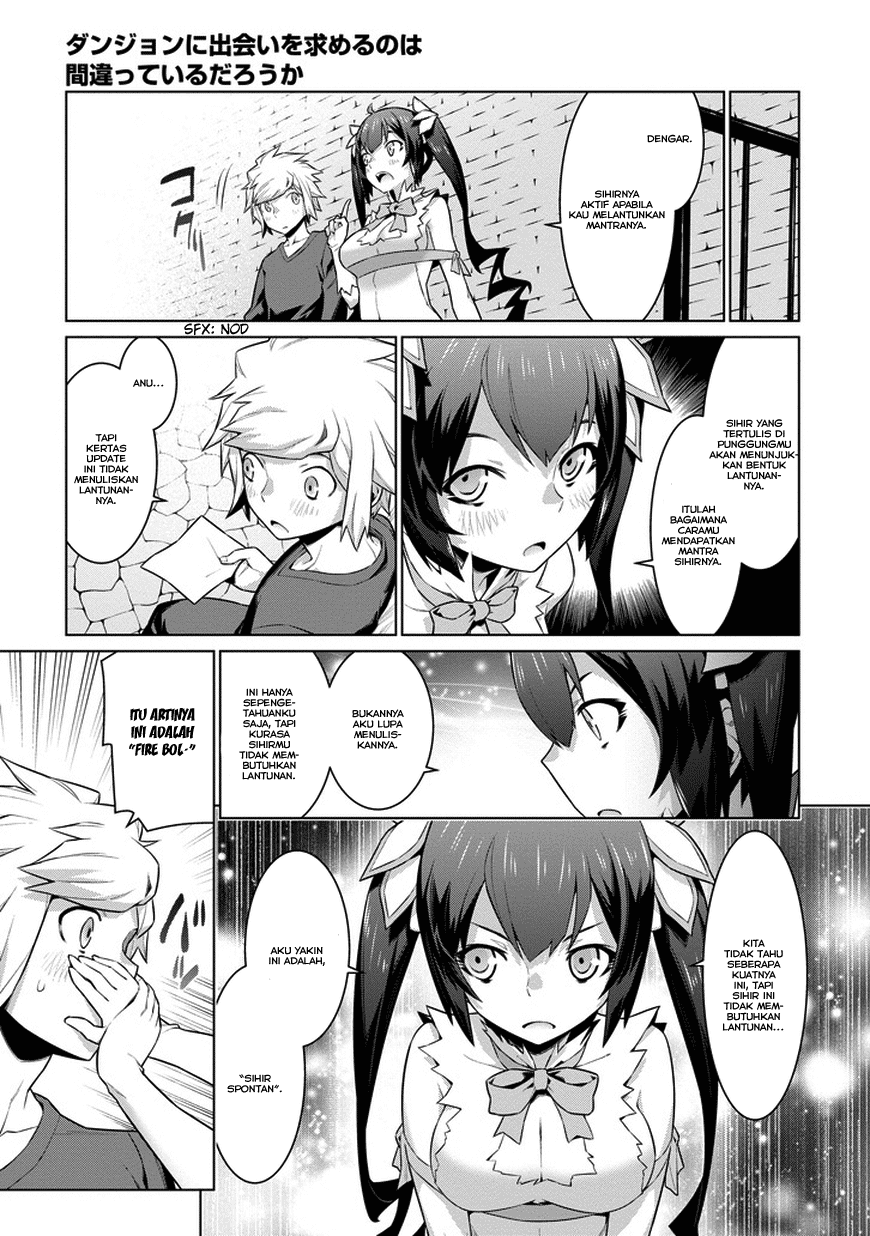 ダンジョンに出会いを求めるのは
間違っているだろうか
DENGAR.
SIHIRNYA
AKTIF APABILA
KAU MELANTUNKAN
MANTRANYA.
コクッ
SFX: NOD
SIHIR YANG
TERTULIS DI
PUNGGUNGMU
AKAN MENUNJUK-
KAN BENTUK
LANTUNAN-
NYA.
ITULAH
BAGAIMANA
CARAMU
MENDAPATKAN
MANTRA
SIHIRNYA.
ANU...
TAPI
KERTAS
UPDATE
INI TIDAK
MENULISKAN
LANTUNAN-
NYA.
BUKANNYA
AKU LUPA
MENULIS-
KANNYA.
INI HANYA
SEPENGE-
TAHUANKU
SAJA, TAPI
KURASA
SIHIRMU
TIDAK MEM-
BUTUHKAN
LANTUNAN.
KITA
TIDAK TAHU
SEBERAPA
KUATNYA
INI, TAPI
SIHIR INI
TIDAK MEM-
BUTUHKAN
LANTUNAN...
AKU YAKIN
INI ADALAH,
"SIHIR
SPONTAN".
ITU ARTINYA
INI ADALAH
"FIRE BOL-"